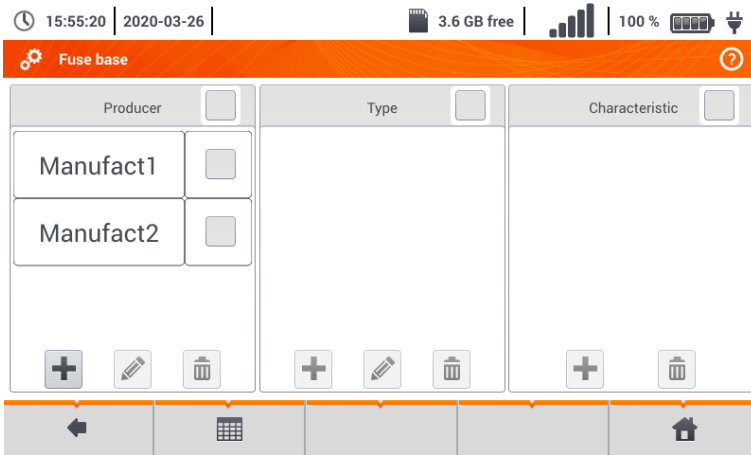 15:55:20 2020-03-26 3.6 GB free 100 %
Fuse base ?
Producer Type Characteristic
Manufact1
Manufact2